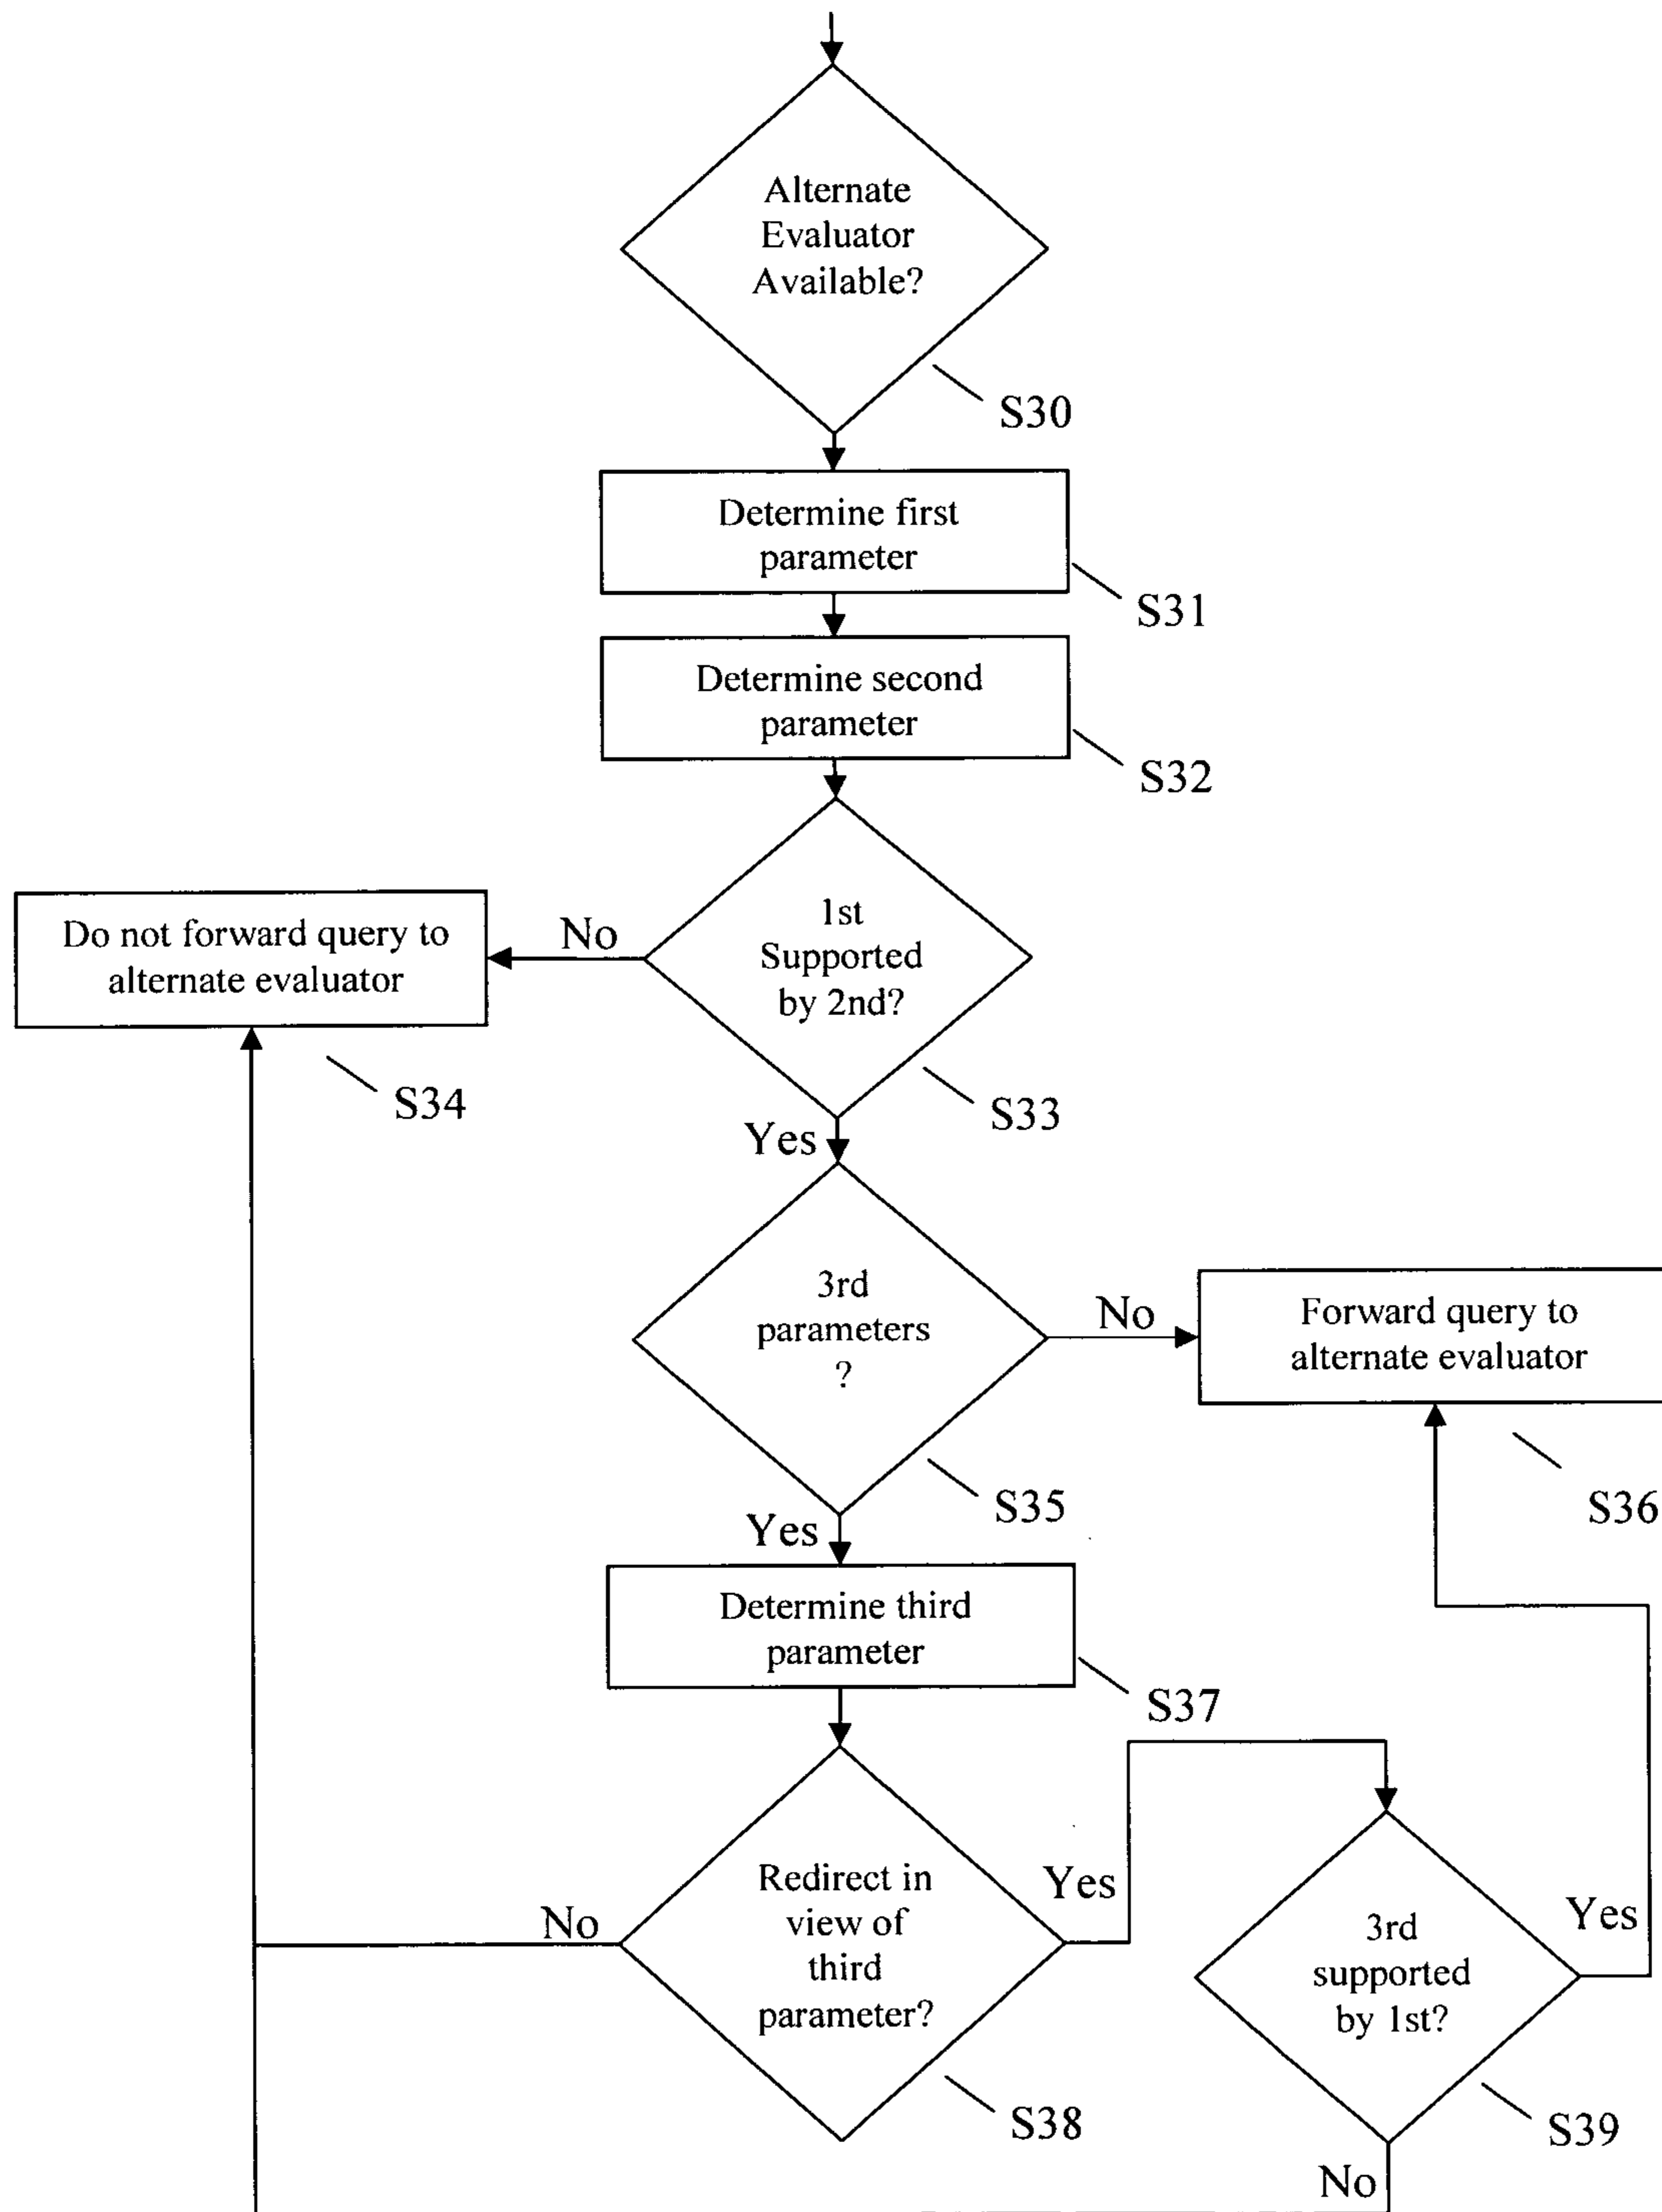 Alternate
Evaluator
Available?
S30
Determine first
parameter
S31
Determine second
parameter
S32
1st
Supported
by 2nd?
S33
No
Do not forward query to
alternate evaluator
S34
Yes
3rd
parameters
?
S35
No
Forward query to
alternate evaluator
S36
Yes
Determine third
parameter
S37
Redirect in
view of
third
parameter?
S38
No
Yes
3rd
supported
by 1st?
S39
Yes
No